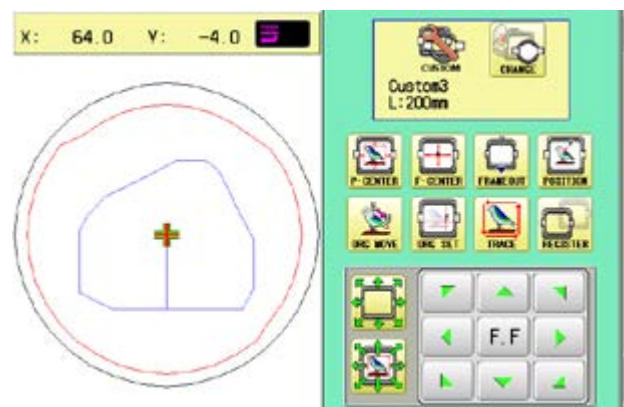 X: 64.0 Y: -4.0
CUSTOM CHANGE
Custom3
L:200mm
P-CENTER F-CENTER FRAMEOUT POSITION
ORG MOVE ORG SET TRACE REGISTER
F.F